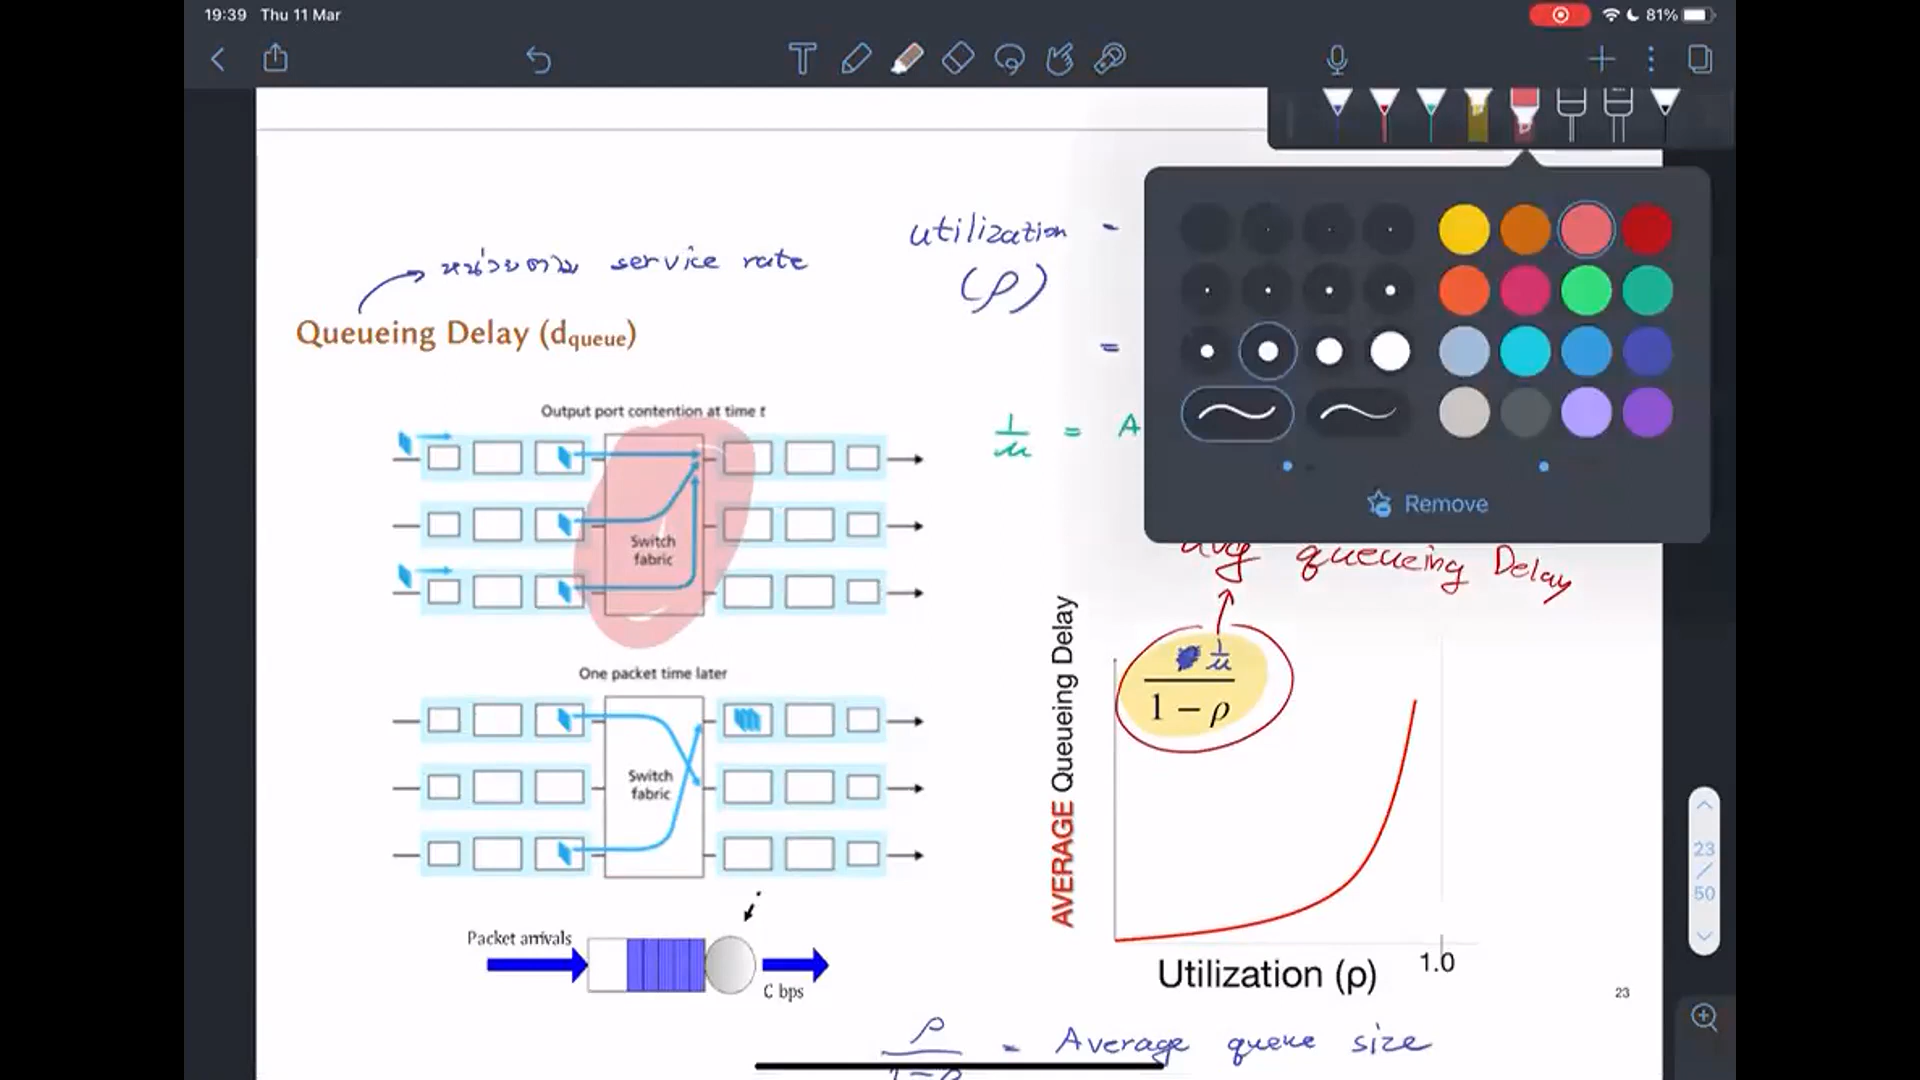 19:39 Thu 11 Mar
81%
utilization =
(ρ)
=
หน่วยตาม service rate
Queueing Delay (dqueue)
1/μ = A
Remove
Output port contention at time t
Switch
fabric
avg queueing Delay
One packet time later
Switch
fabric
1/μ
1 − ρ
AVERAGE Queueing Delay
Utilization (ρ)
1.0
Packet arrivals
C bps
23
/
50
23
ρ
1−ρ
= Average queue size